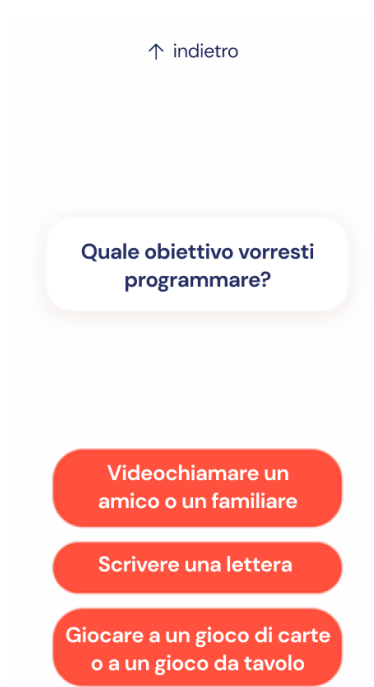 ↑ indietro
Quale obiettivo vorresti
programmare?
Videochiamare un
amico o un familiare
Scrivere una lettera
Giocare a un gioco di carte
o a un gioco da tavolo